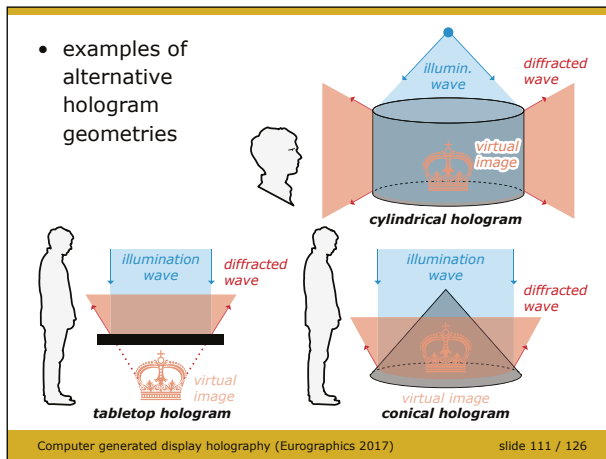 • examples of
alternative
hologram
geometries
illumin.
wave
diffracted
wave
virtual
image
cylindrical hologram
illumination
wave
diffracted
wave
virtual
image
tabletop hologram
illumination
wave
diffracted
wave
virtual image
conical hologram
Computer generated display holography (Eurographics 2017) slide 111 / 126